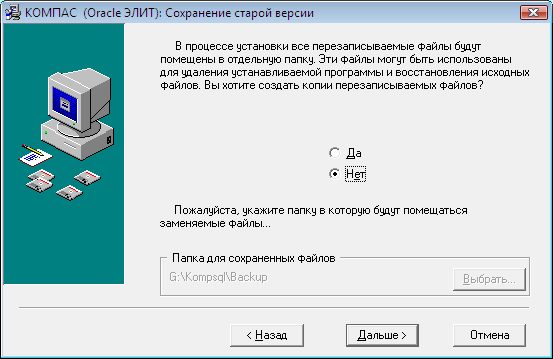 КОМПАС (Oracle ЭЛИТ): Сохранение старой версии
В процессе установки все перезаписываемые файлы будут
помещены в отдельную папку. Эти файлы могут быть использованы
для удаления устанавливаемой программы и восстановления исходных
файлов. Вы хотите создать копии перезаписываемых файлов?
Да
Нет
Пожалуйста, укажите папку в которую будут помещаться
заменяемые файлы...
Папка для сохраненных файлов
G:\Kompsql\Backup
Выбрать...
< Назад
Дальше >
Отмена